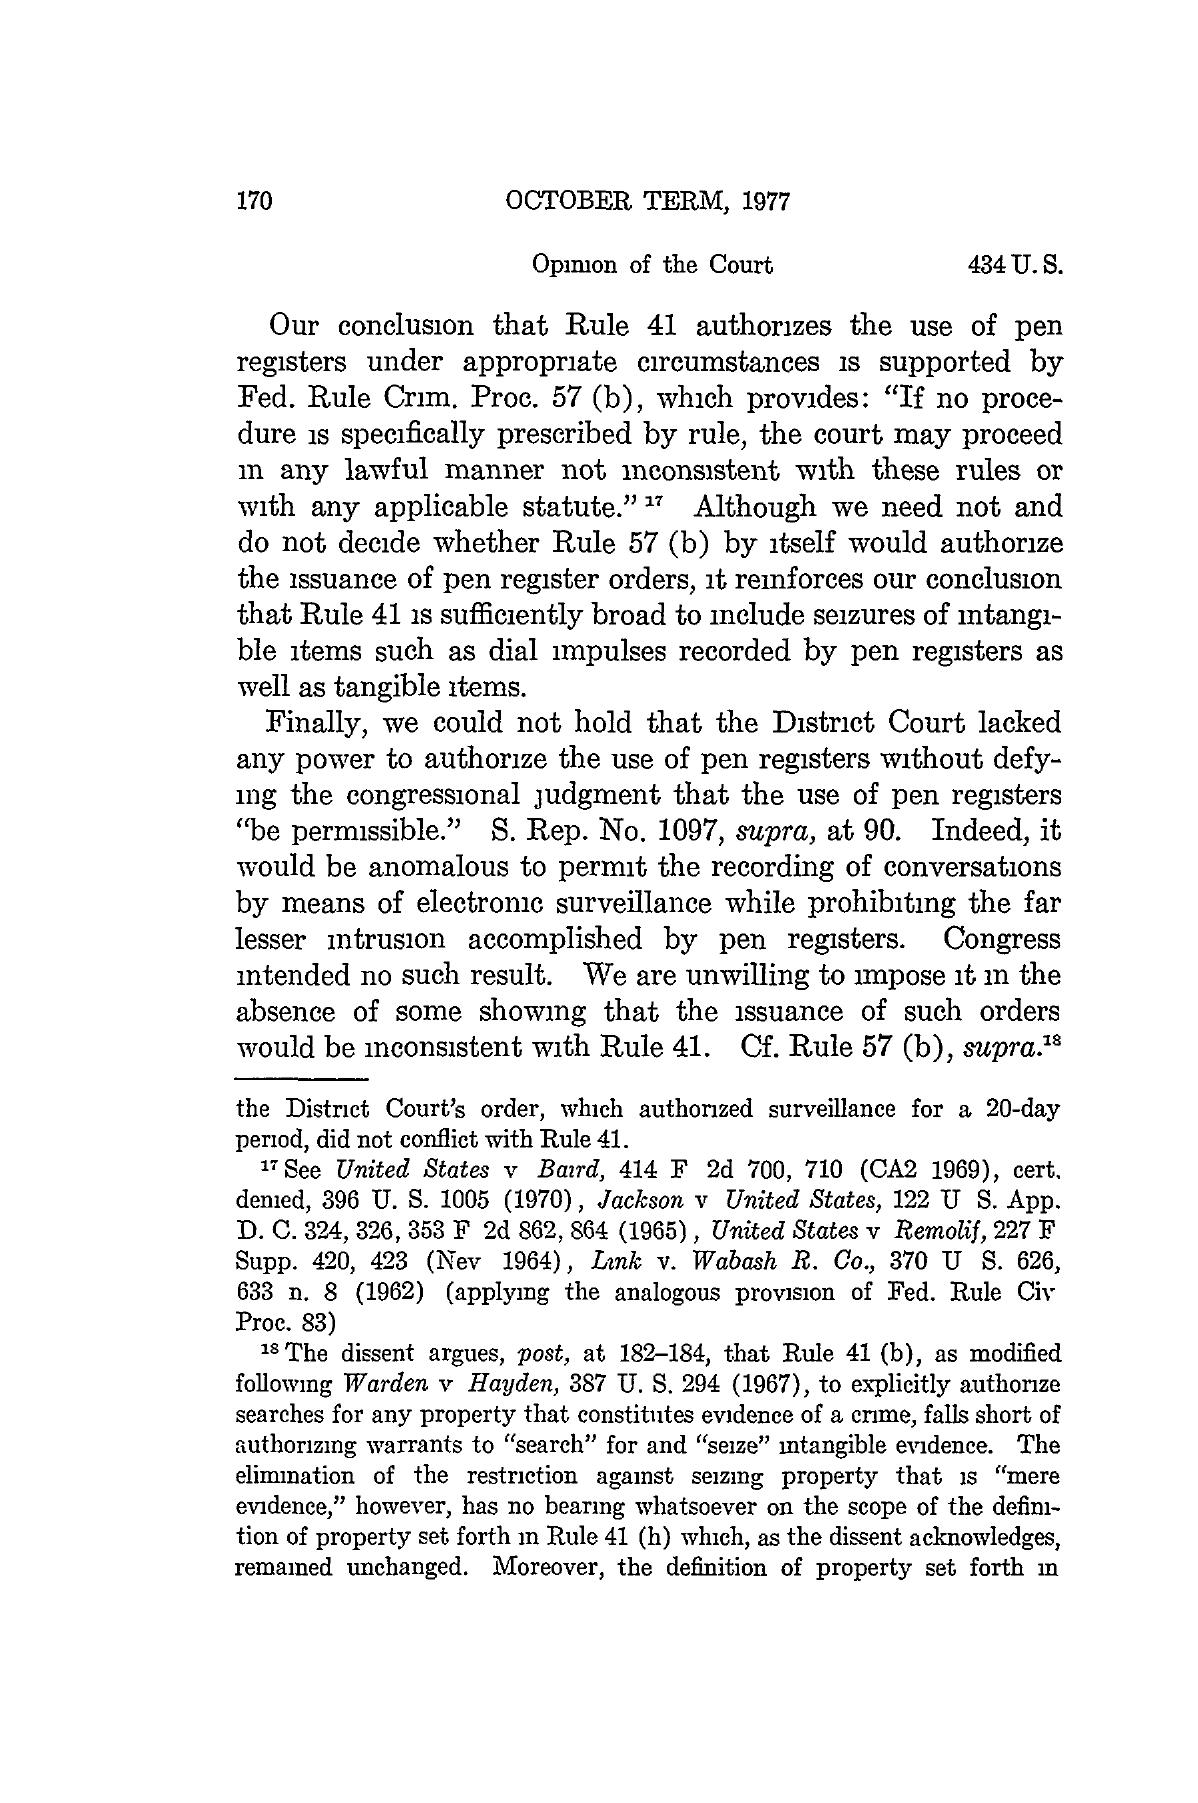 170 OCTOBER TERM, 1977
Opinion of the Court 434 U. S.
Our conclusion that Rule 41 authorizes the use of pen
registers under appropriate circumstances is supported by
Fed. Rule Crim. Proc. 57 (b), which provides: “If no proce-
dure is specifically prescribed by rule, the court may proceed
in any lawful manner not inconsistent with these rules or
with any applicable statute.” 17 Although we need not and
do not decide whether Rule 57 (b) by itself would authorize
the issuance of pen register orders, it reinforces our conclusion
that Rule 41 is sufficiently broad to include seizures of intangi-
ble items such as dial impulses recorded by pen registers as
well as tangible items.
Finally, we could not hold that the District Court lacked
any power to authorize the use of pen registers without defy-
ing the congressional judgment that the use of pen registers
“be permissible.” S. Rep. No. 1097, supra, at 90. Indeed, it
would be anomalous to permit the recording of conversations
by means of electronic surveillance while prohibiting the far
lesser intrusion accomplished by pen registers. Congress
intended no such result. We are unwilling to impose it in the
absence of some showing that the issuance of such orders
would be inconsistent with Rule 41. Cf. Rule 57 (b), supra.18
the District Court’s order, which authorized surveillance for a 20-day
period, did not conflict with Rule 41.
17 See United States v Baird, 414 F 2d 700, 710 (CA2 1969), cert.
denied, 396 U. S. 1005 (1970), Jackson v United States, 122 U S. App.
D. C. 324, 326, 353 F 2d 862, 864 (1965), United States v Remolif, 227 F
Supp. 420, 423 (Nev 1964), Link v. Wabash R. Co., 370 U S. 626,
633 n. 8 (1962) (applying the analogous provision of Fed. Rule Civ
Proc. 83)
18 The dissent argues, post, at 182–184, that Rule 41 (b), as modified
following Warden v Hayden, 387 U. S. 294 (1967), to explicitly authorize
searches for any property that constitutes evidence of a crime, falls short of
authorizing warrants to “search” for and “seize” intangible evidence. The
elimination of the restriction against seizing property that is “mere
evidence,” however, has no bearing whatsoever on the scope of the defini-
tion of property set forth in Rule 41 (h) which, as the dissent acknowledges,
remained unchanged. Moreover, the definition of property set forth in